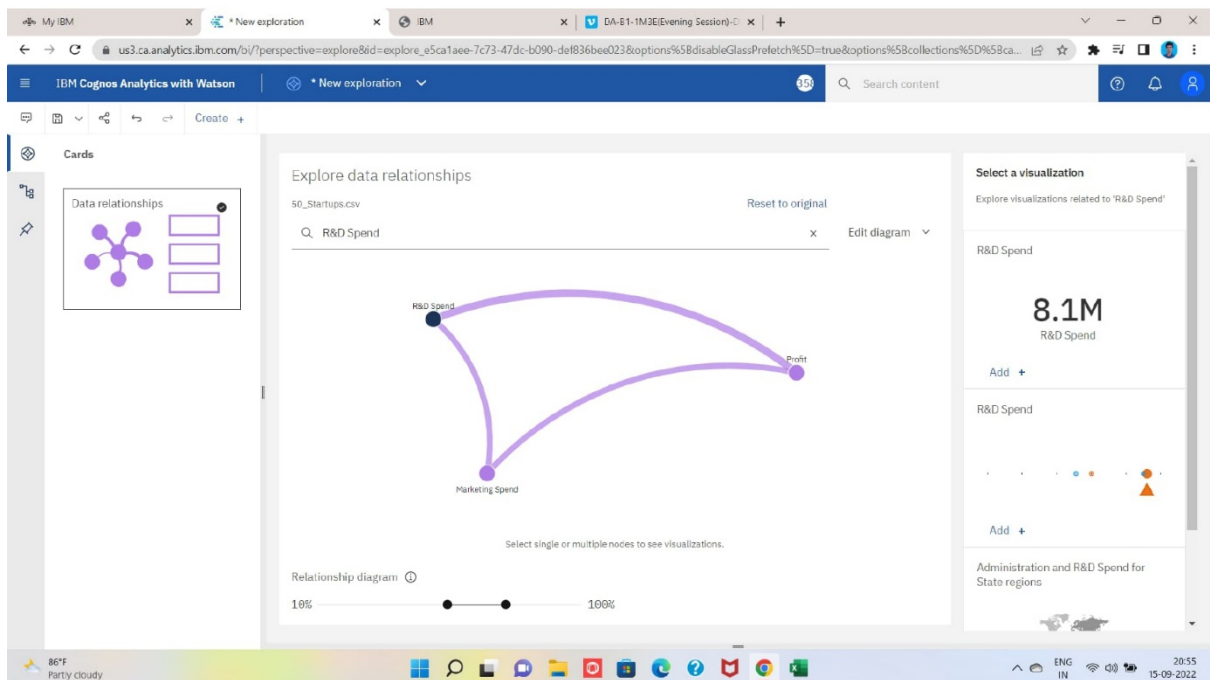 My IBM
* New exploration
IBM
DA-B1-1M3E(Evening Session)-D
us3.ca.analytics.ibm.com/bi/?perspective=explore&id=explore_e5ca1aee-7c73-47dc-b090-def836bee023&options%5BdisableGlassPrefetch%5D=true&options%5Bcollections%5D%5Bca...
IBM Cognos Analytics with Watson
* New exploration
Search content
Create +
Cards
Data relationships
Explore data relationships
50_Startups.csv
Reset to original
R&D Spend
x
Edit diagram
R&D Spend
Profit
Marketing Spend
Select single or multiple nodes to see visualizations.
Relationship diagram
10%
100%
Select a visualization
Explore visualizations related to 'R&D Spend'
R&D Spend
8.1M
R&D Spend
Add +
R&D Spend
Add +
Administration and R&D Spend for
State regions
86°F
Partly cloudy
ENG
IN
20:55
15-09-2022